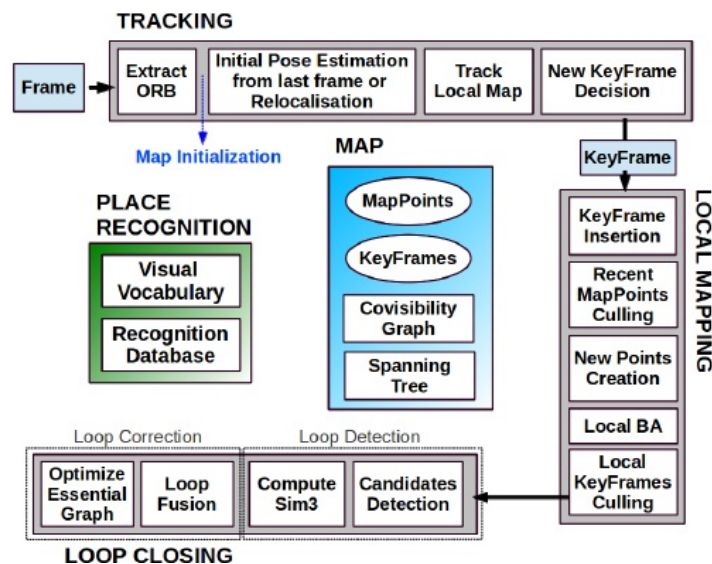 TRACKING
Frame
Extract
ORB
Initial Pose Estimation
from last frame or
Relocalisation
Track
Local Map
New KeyFrame
Decision
Map Initialization
KeyFrame
MAP
MapPoints
KeyFrames
Covisibility
Graph
Spanning
Tree
PLACE
RECOGNITION
Visual
Vocabulary
Recognition
Database
LOCAL MAPPING
KeyFrame
Insertion
Recent
MapPoints
Culling
New Points
Creation
Local BA
Local
KeyFrames
Culling
Loop Correction
Loop Detection
Optimize
Essential
Graph
Loop
Fusion
Compute
Sim3
Candidates
Detection
LOOP CLOSING